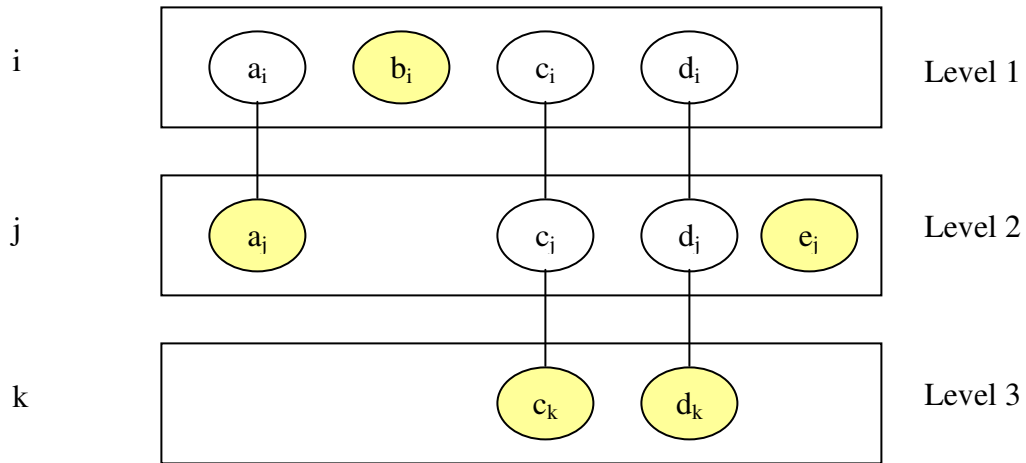 i aᵢ bᵢ cᵢ dᵢ Level 1
j aⱼ cⱼ dⱼ eⱼ Level 2
k cₖ dₖ Level 3